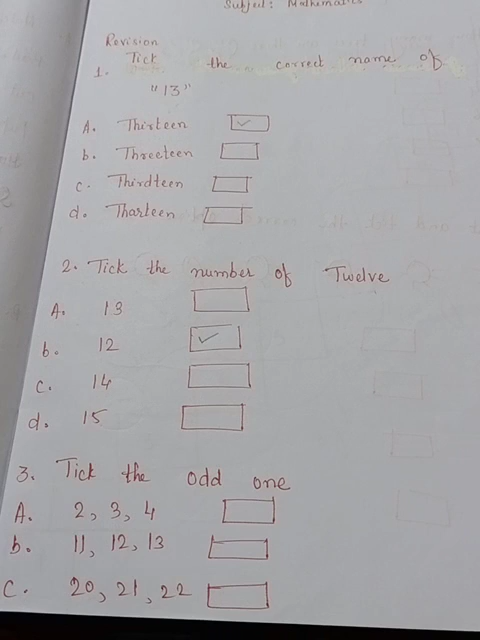 Subject: Mathematics
Revision
1. Tick the correct name of
"13"
A. Thirteen ✓
b. Threeteen
c. Thirdteen
d. Tharteen
2. Tick the number of Twelve
A. 13
b. 12 ✓
c. 14
d. 15
3. Tick the odd one
A. 2, 3, 4
b. 11, 12, 13
c. 20, 21, 22